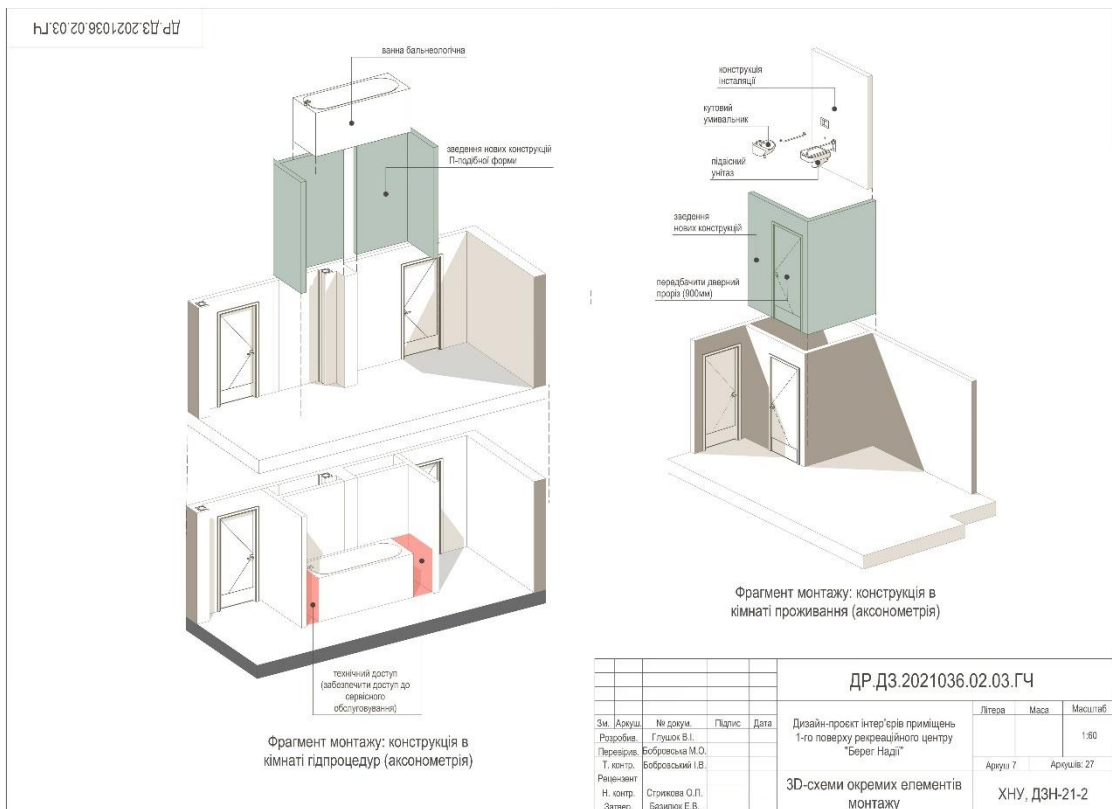 ДР.ДЗ.2021036.02.03.ГЧ
ванна бальнеологічна
зведення нових конструкцій
П-подібної форми
технічний доступ
(забезпечити доступ до
сервісного
обслуговування)
Фрагмент монтажу: конструкція в
кімнаті гідпроцедур (аксонометрія)
конструкція
інсталяції
кутовий
умивальник
підвісний
унітаз
зведення
нових конструкцій
передбачити дверний
проріз (900мм)
Фрагмент монтажу: конструкція в
кімнаті проживання (аксонометрія)
ДР.ДЗ.2021036.02.03.ГЧ
Зм. Аркуш. № докум. Підпис Дата
Розробив. Глушок В.І.
Перевірив. Бобровська М.О.
Т. контр. Бобровський І.В.
Рецензент
Н. контр. Стрижова О.П.
Затвер. Базилюк Е.В.
Дизайн-проєкт інтер'єрів приміщень
1-го поверху рекреаційного центру
"Берег Надії"
3D-схеми окремих елементів
монтажу
Літера Маса Масштаб
1:60
Аркуш 7 Аркушів: 27
ХНУ, ДЗН-21-2